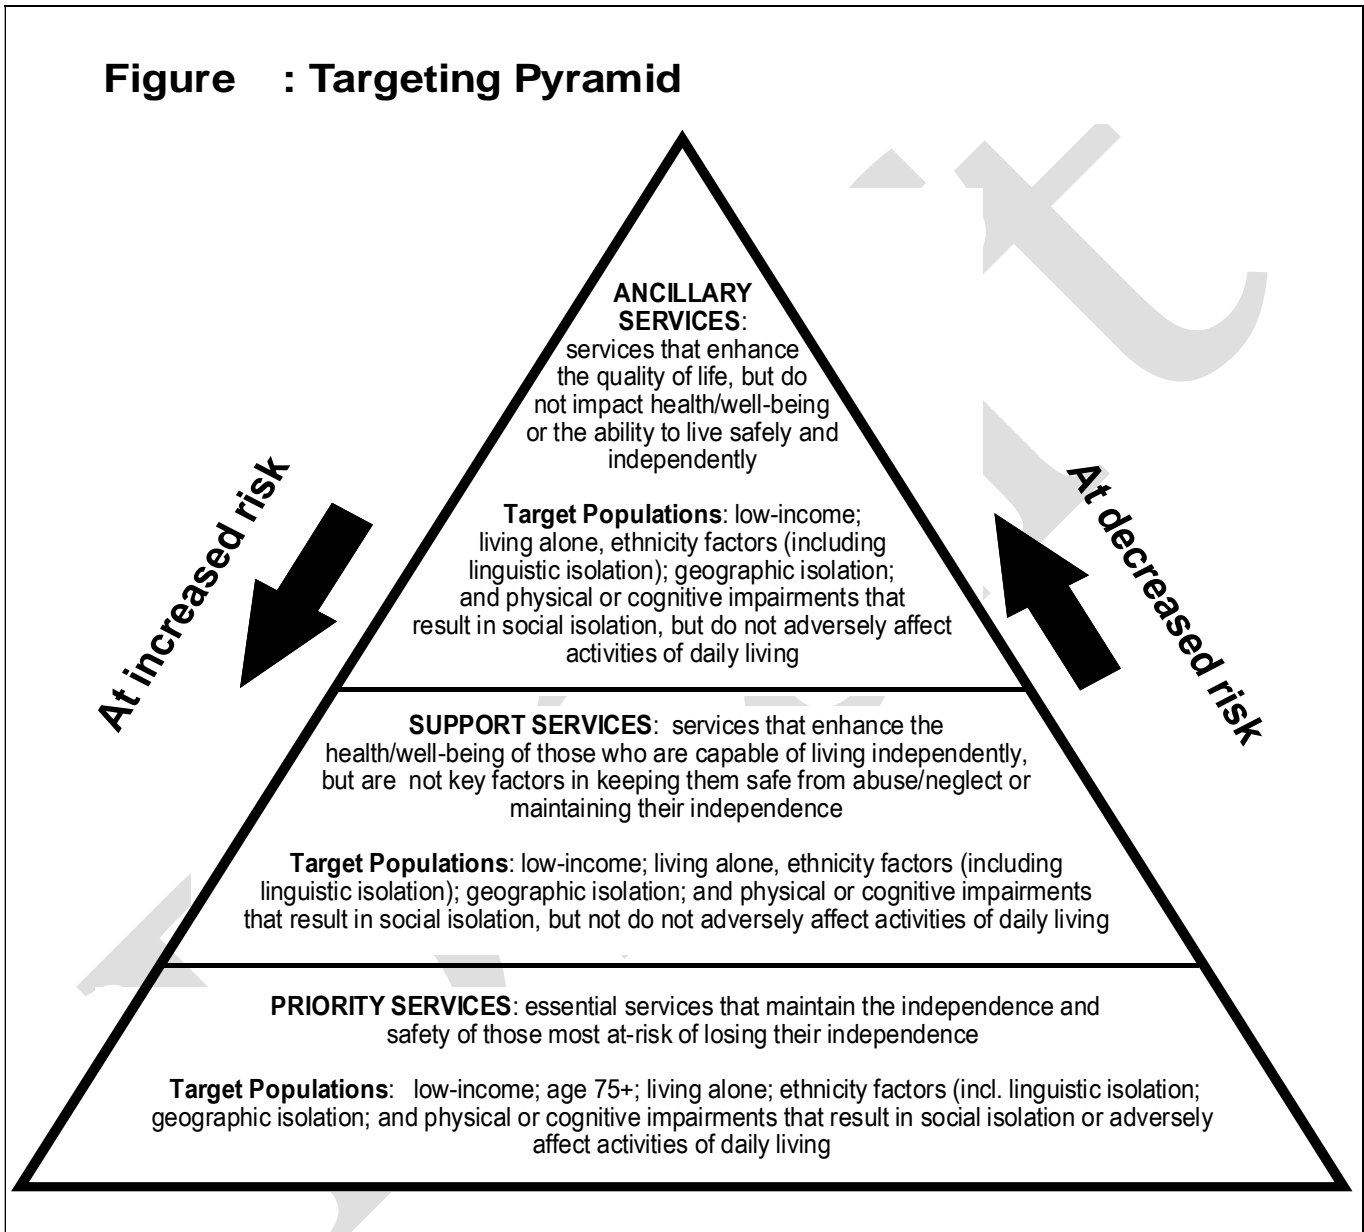 Figure : Targeting Pyramid
ANCILLARY
SERVICES:
services that enhance
the quality of life, but do
not impact health/well-being
or the ability to live safely and
independently
Target Populations: low-income;
living alone, ethnicity factors (including
linguistic isolation); geographic isolation;
and physical or cognitive impairments that
result in social isolation, but do not adversely affect
activities of daily living
At increased risk
At decreased risk
SUPPORT SERVICES: services that enhance the
health/well-being of those who are capable of living independently,
but are not key factors in keeping them safe from abuse/neglect or
maintaining their independence
Target Populations: low-income; living alone, ethnicity factors (including
linguistic isolation); geographic isolation; and physical or cognitive impairments
that result in social isolation, but not do not adversely affect activities of daily living
PRIORITY SERVICES: essential services that maintain the independence and
safety of those most at-risk of losing their independence
Target Populations: low-income; age 75+; living alone; ethnicity factors (incl. linguistic isolation;
geographic isolation; and physical or cognitive impairments that result in social isolation or adversely
affect activities of daily living